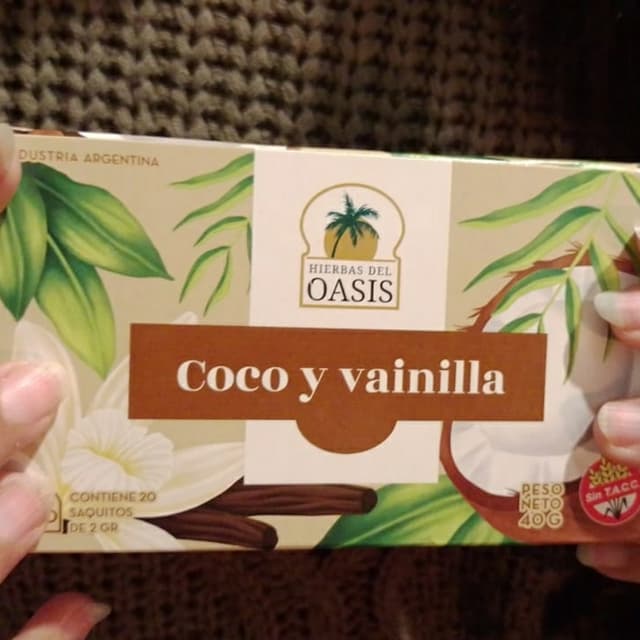 DUSTRIA ARGENTINA
HIERBAS DEL
OASIS
Coco y vainilla
CONTIENE 20
SAQUITOS
DE 2 GR
PESO
NETO
40G
Sin T.A.C.C.